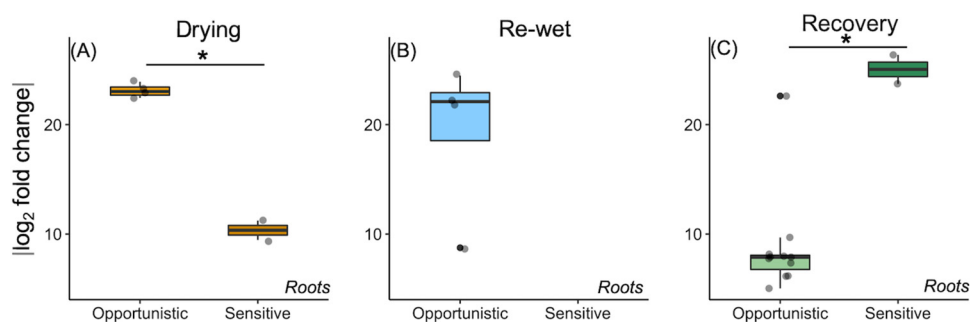 Drying
Re-wet
Recovery
(A)
*
(B)
(C)
*
|log₂ fold change|
20
10
20
10
20
10
Roots
Roots
Roots
Opportunistic
Sensitive
Opportunistic
Sensitive
Opportunistic
Sensitive